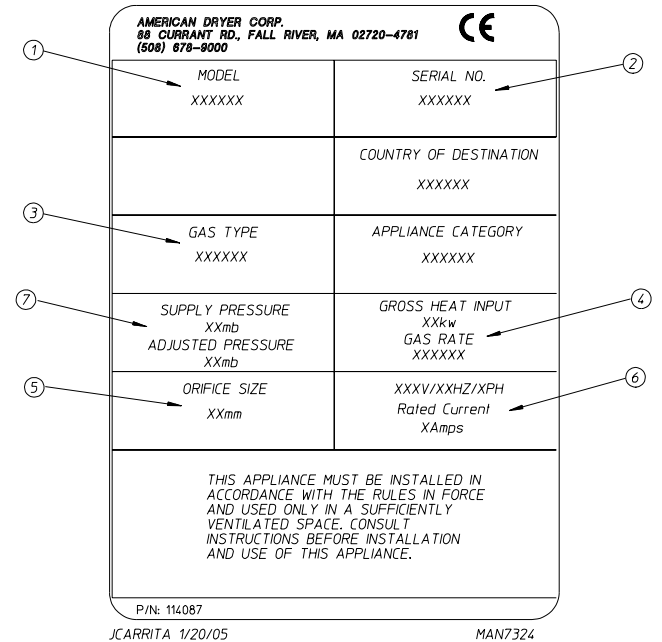 AMERICAN DRYER CORP.
88 CURRANT RD., FALL RIVER, MA 02720-4781
(508) 678-9000
CE
1
MODEL
XXXXXX
SERIAL NO.
XXXXXX
2
COUNTRY OF DESTINATION
XXXXXX
3
GAS TYPE
XXXXXX
APPLIANCE CATEGORY
XXXXXX
7
SUPPLY PRESSURE
XXmb
ADJUSTED PRESSURE
XXmb
GROSS HEAT INPUT
XXkw
GAS RATE
XXXXXX
4
5
ORIFICE SIZE
XXmm
XXXV/XXHZ/XPH
Rated Current
XAmps
6
THIS APPLIANCE MUST BE INSTALLED IN
ACCORDANCE WITH THE RULES IN FORCE
AND USED ONLY IN A SUFFICIENTLY
VENTILATED SPACE. CONSULT
INSTRUCTIONS BEFORE INSTALLATION
AND USE OF THIS APPLIANCE.
P/N: 114087
JCARRITA 1/20/05
MAN7324